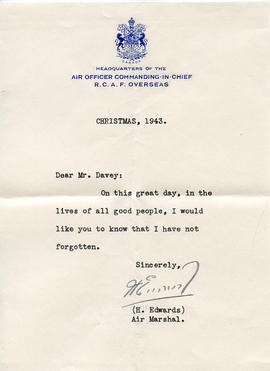 CANADA
HEADQUARTERS OF THE
AIR OFFICER COMMANDING-IN-CHIEF
R.C.A.F. OVERSEAS
CHRISTMAS, 1943.
Dear Mr. Davey:
On this great day, in the
lives of all good people, I would
like you to know that I have not
forgotten.
Sincerely,
(H. Edwards)
Air Marshal.